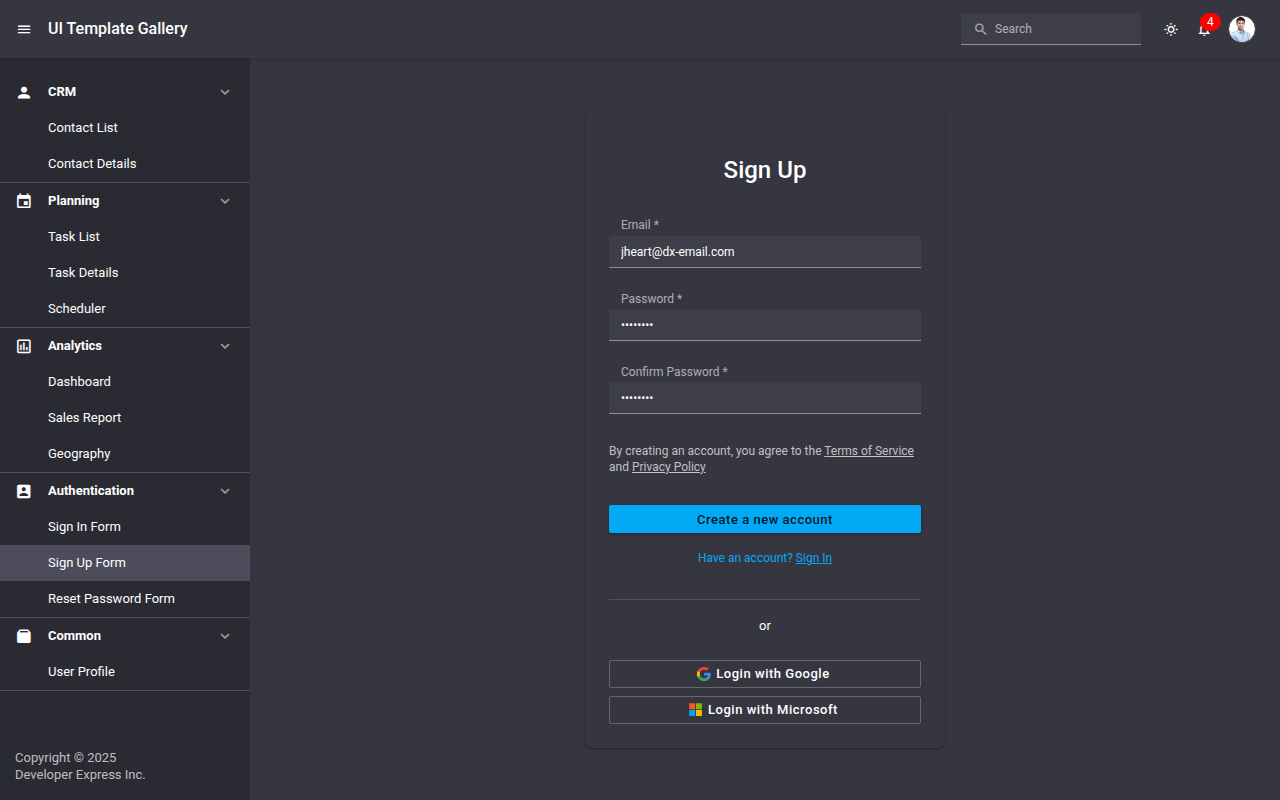 UI Template Gallery
Search
4
CRM
Contact List
Contact Details
Planning
Task List
Task Details
Scheduler
Analytics
Dashboard
Sales Report
Geography
Authentication
Sign In Form
Sign Up Form
Reset Password Form
Common
User Profile
Copyright © 2025
Developer Express Inc.
Sign Up
Email *
jheart@dx-email.com
Password *
••••••••
Confirm Password *
••••••••
By creating an account, you agree to the Terms of Service
and Privacy Policy
Create a new account
Have an account? Sign In
or
Login with Google
Login with Microsoft